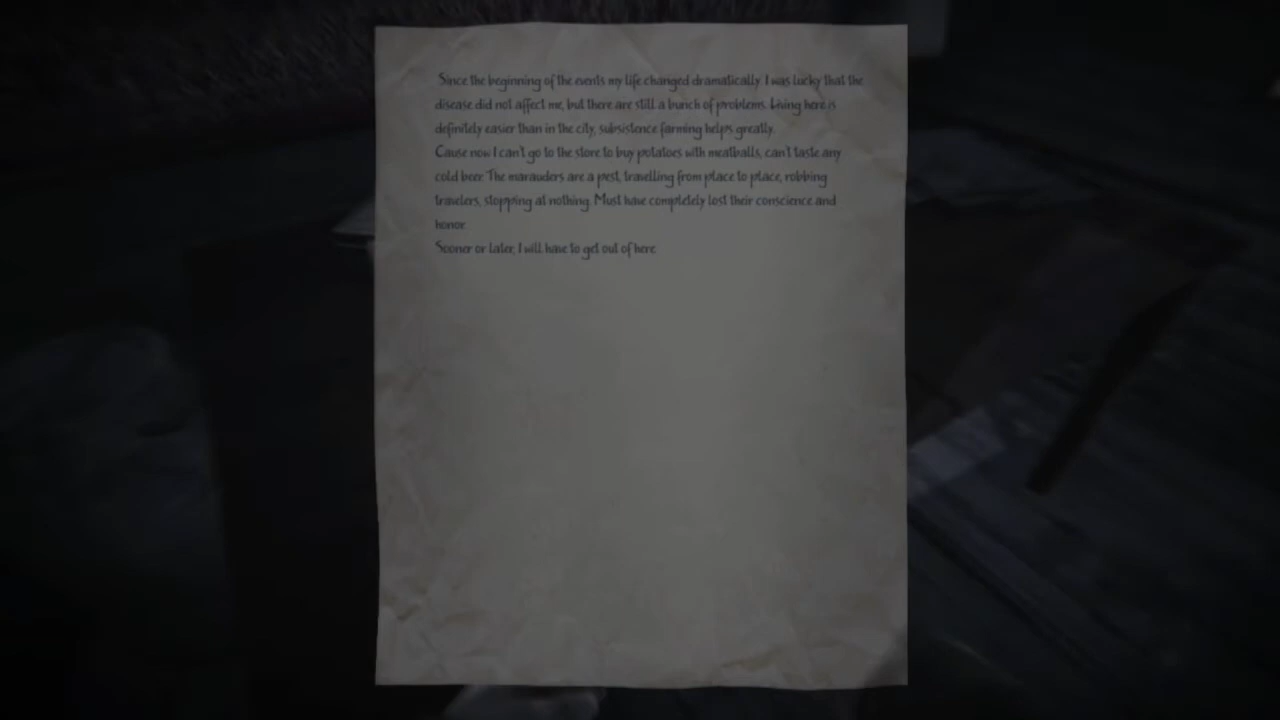 Since the beginning of the events my life changed dramatically. I was lucky that the
disease did not affect me, but there are still a bunch of problems. Living here is
definitely easier than in the city, subsistence farming helps greatly.
Cause now I can't go to the store to buy potatoes with meatballs, can't taste any
cold beer. The marauders are a pest, travelling from place to place, robbing
travelers, stopping at nothing. Must have completely lost their conscience and
honor.
Sooner or later, I will have to get out of here.